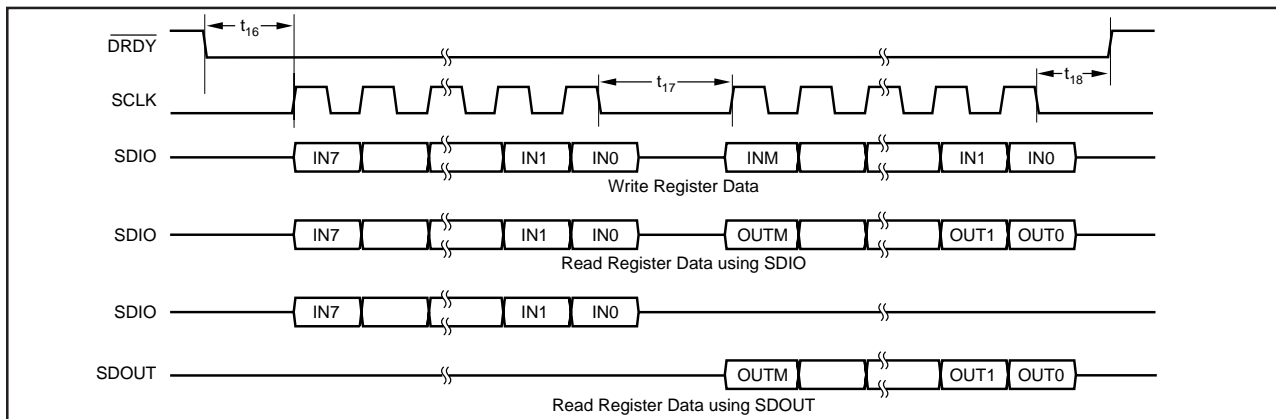 t16
DRDY
SCLK
t17
t18
SDIO IN7 IN1 IN0 INM IN1 IN0
Write Register Data
SDIO IN7 IN1 IN0 OUTM OUT1 OUT0
Read Register Data using SDIO
SDIO IN7 IN1 IN0
SDOUT OUTM OUT1 OUT0
Read Register Data using SDOUT